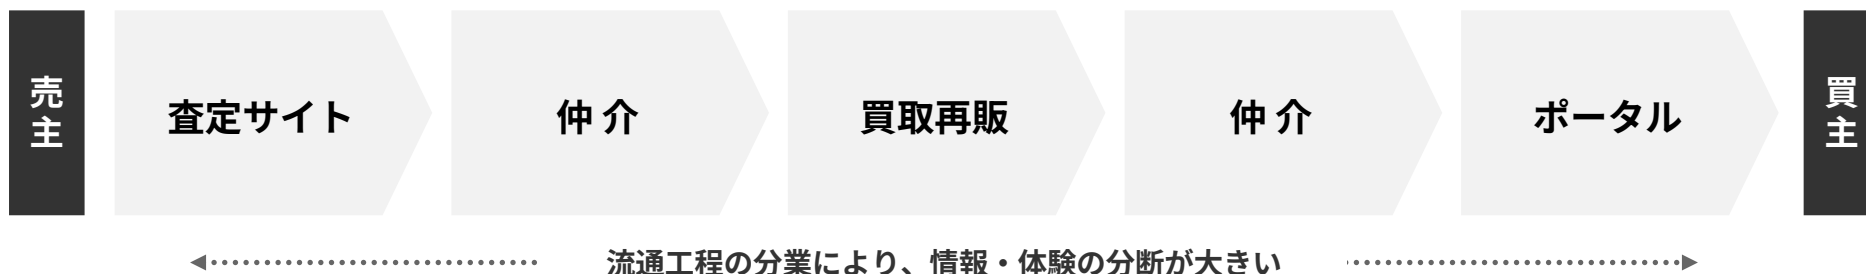 売主
査定サイト
仲 介
買取再販
仲 介
ポータル
買主
流通工程の分業により、情報・体験の分断が大きい